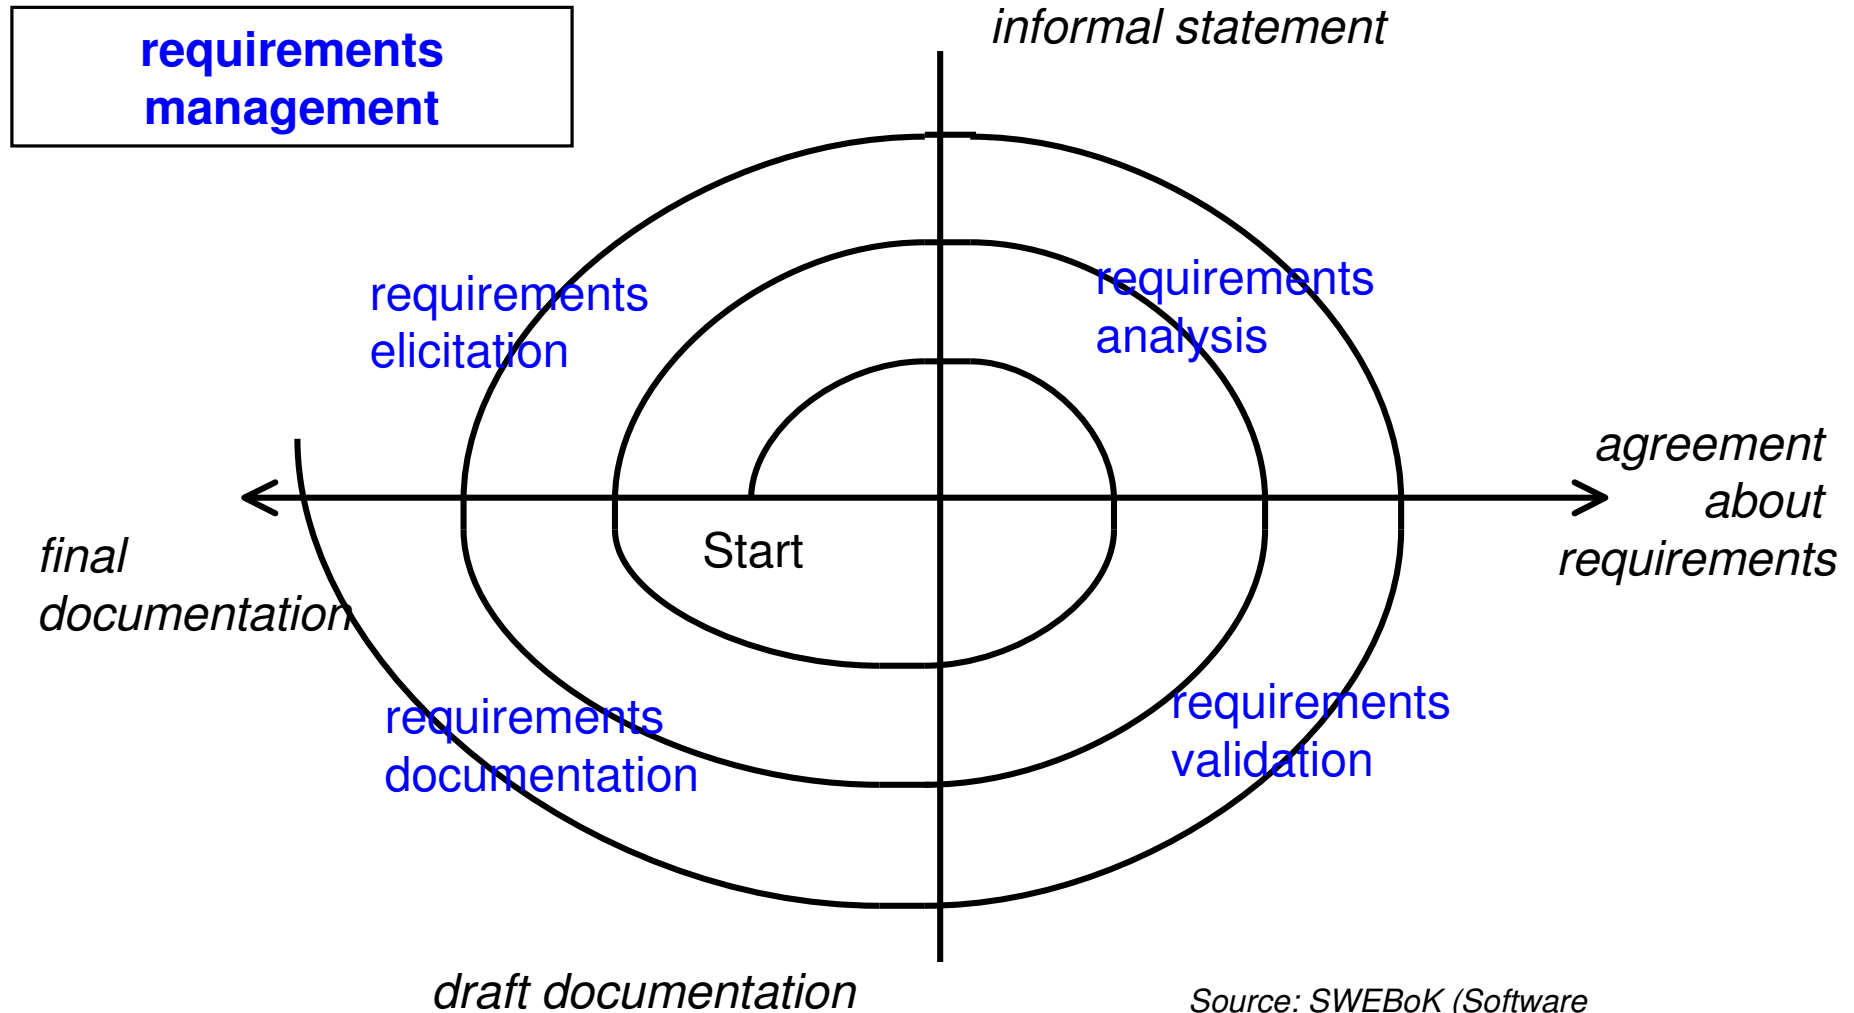 requirements
management
informal statement
requirements
elicitation
requirements
analysis
agreement
about
requirements
Start
final
documentation
requirements
documentation
requirements
validation
draft documentation
Source: SWEBoK (Software